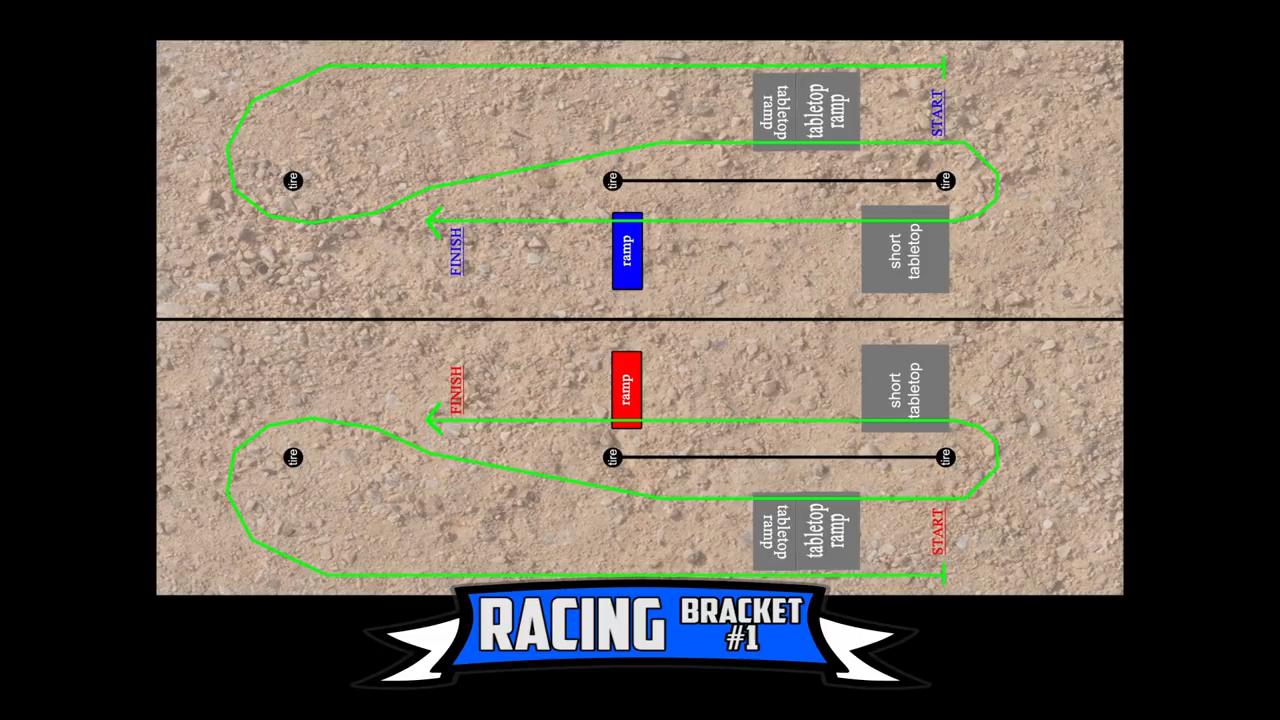 tabletop
ramp
tabletop
ramp
START
tire
tire
tire
FINISH
ramp
short
tabletop
FINISH
ramp
short
tabletop
tire
tire
tire
tabletop
ramp
tabletop
ramp
START
RACING BRACKET
#1